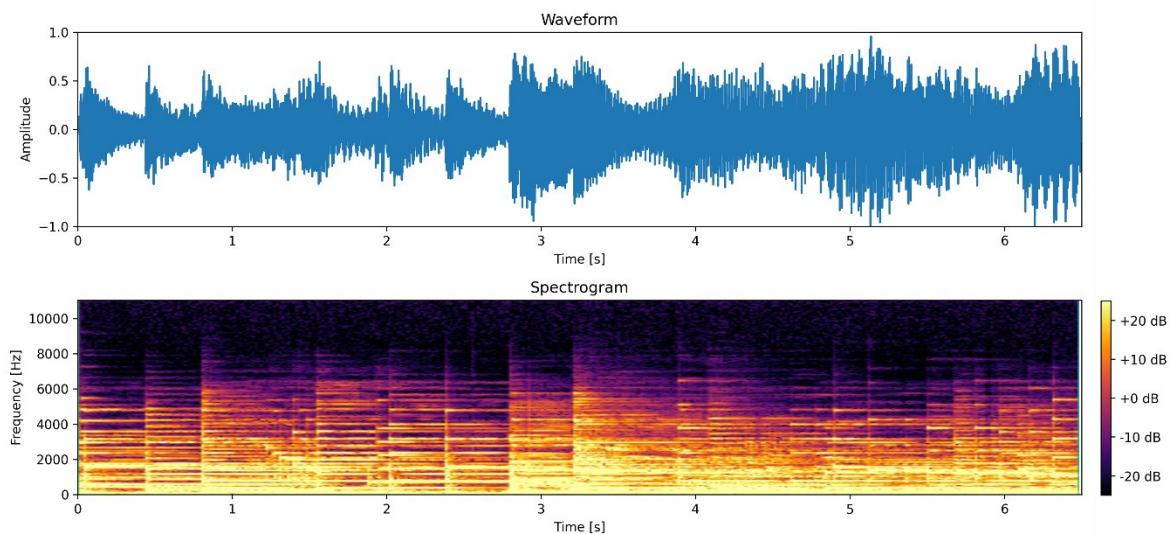 Waveform
1.0
0.5
0.0
-0.5
-1.0
Amplitude
0 1 2 3 4 5 6
Time [s]
Spectrogram
10000
8000
6000
4000
2000
0
Frequency [Hz]
0 1 2 3 4 5 6
Time [s]
+20 dB
+10 dB
+0 dB
-10 dB
-20 dB